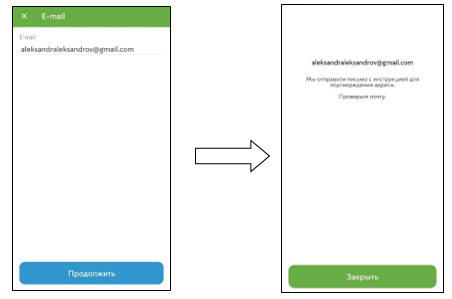 × E-mail
E-mail
aleksandraleksandrov@gmail.com
Продолжить
aleksandraleksandrov@gmail.com
Мы отправили письмо с инструкцией для
подтверждения адреса.
Проверьте почту.
Закрыть